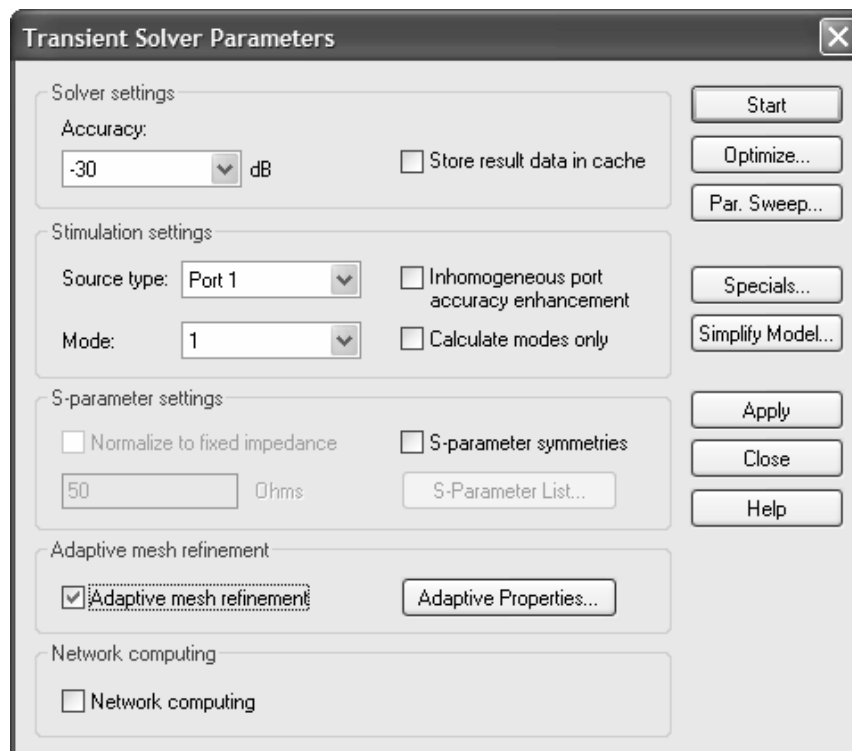 Transient Solver Parameters
Solver settings
Accuracy:
-30 dB
Store result data in cache
Stimulation settings
Source type: Port 1
Inhomogeneous port
accuracy enhancement
Mode: 1
Calculate modes only
S-parameter settings
Normalize to fixed impedance
S-parameter symmetries
50 Ohms
S-Parameter List...
Adaptive mesh refinement
Adaptive mesh refinement
Adaptive Properties...
Network computing
Network computing
Start
Optimize...
Par. Sweep...
Specials...
Simplify Model...
Apply
Close
Help